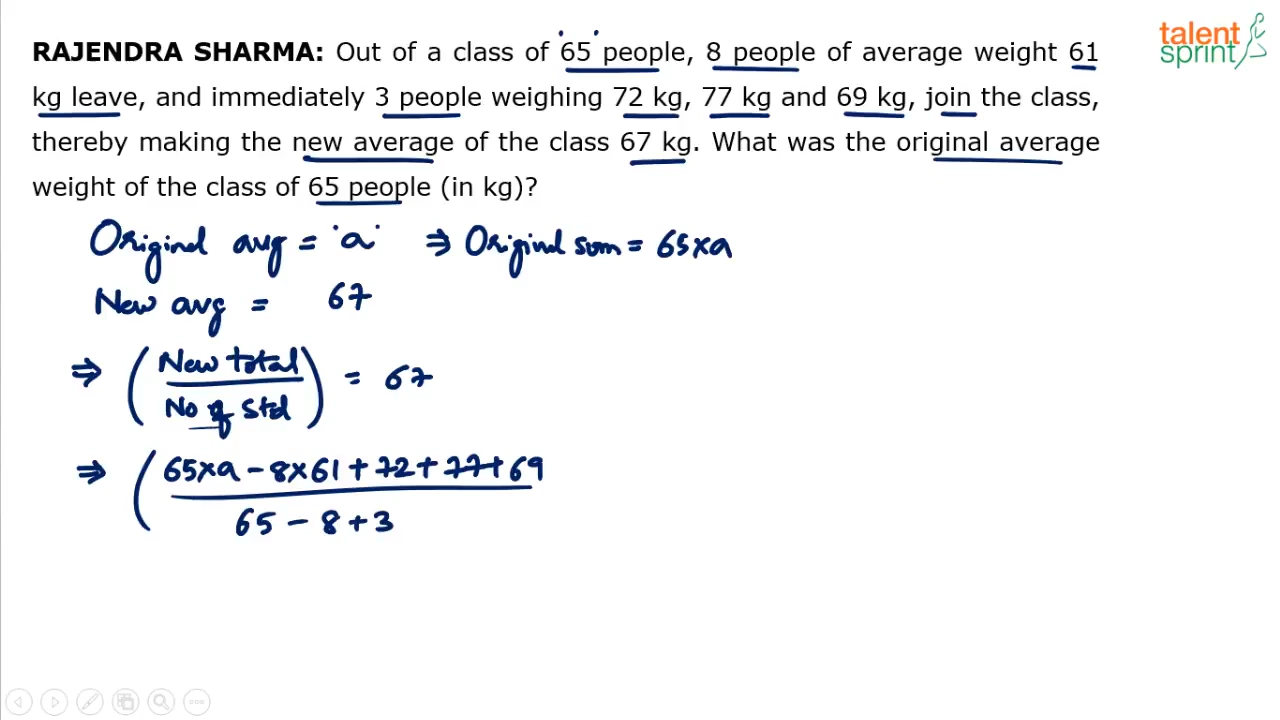 talent
sprint
RAJENDRA SHARMA: Out of a class of 65 people, 8 people of average weight 61
kg leave, and immediately 3 people weighing 72 kg, 77 kg and 69 kg, join the class,
thereby making the new average of the class 67 kg. What was the original average
weight of the class of 65 people (in kg)?
Original avg = 'a' ⇒ Original sum = 65×a
New avg = 67
⇒ (New total
No of Std) = 67
⇒ (65×a - 8×61 + 72 + 77 + 69
65 - 8 + 3